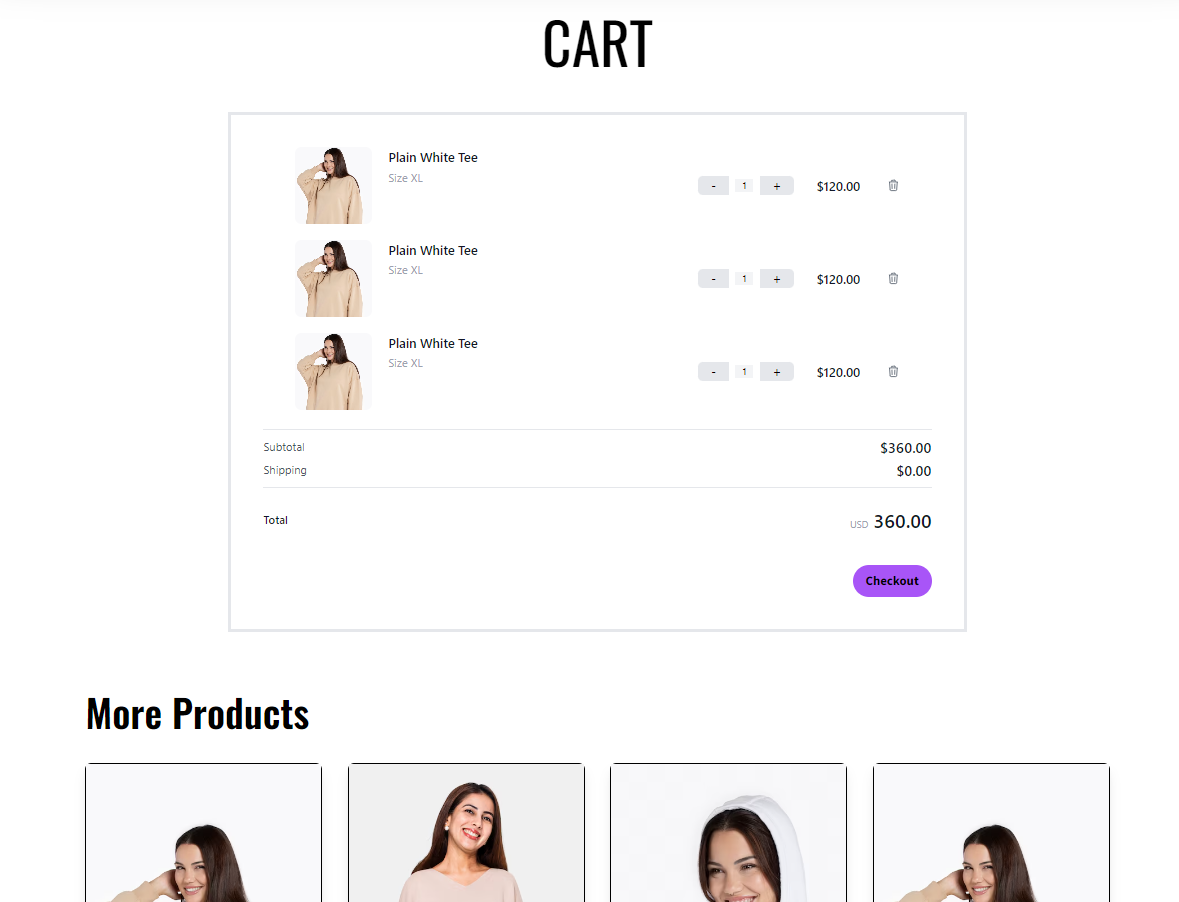 CART
Plain White Tee
Size XL
- 1 + $120.00
Plain White Tee
Size XL
- 1 + $120.00
Plain White Tee
Size XL
- 1 + $120.00
Subtotal $360.00
Shipping $0.00
Total USD 360.00
Checkout
More Products